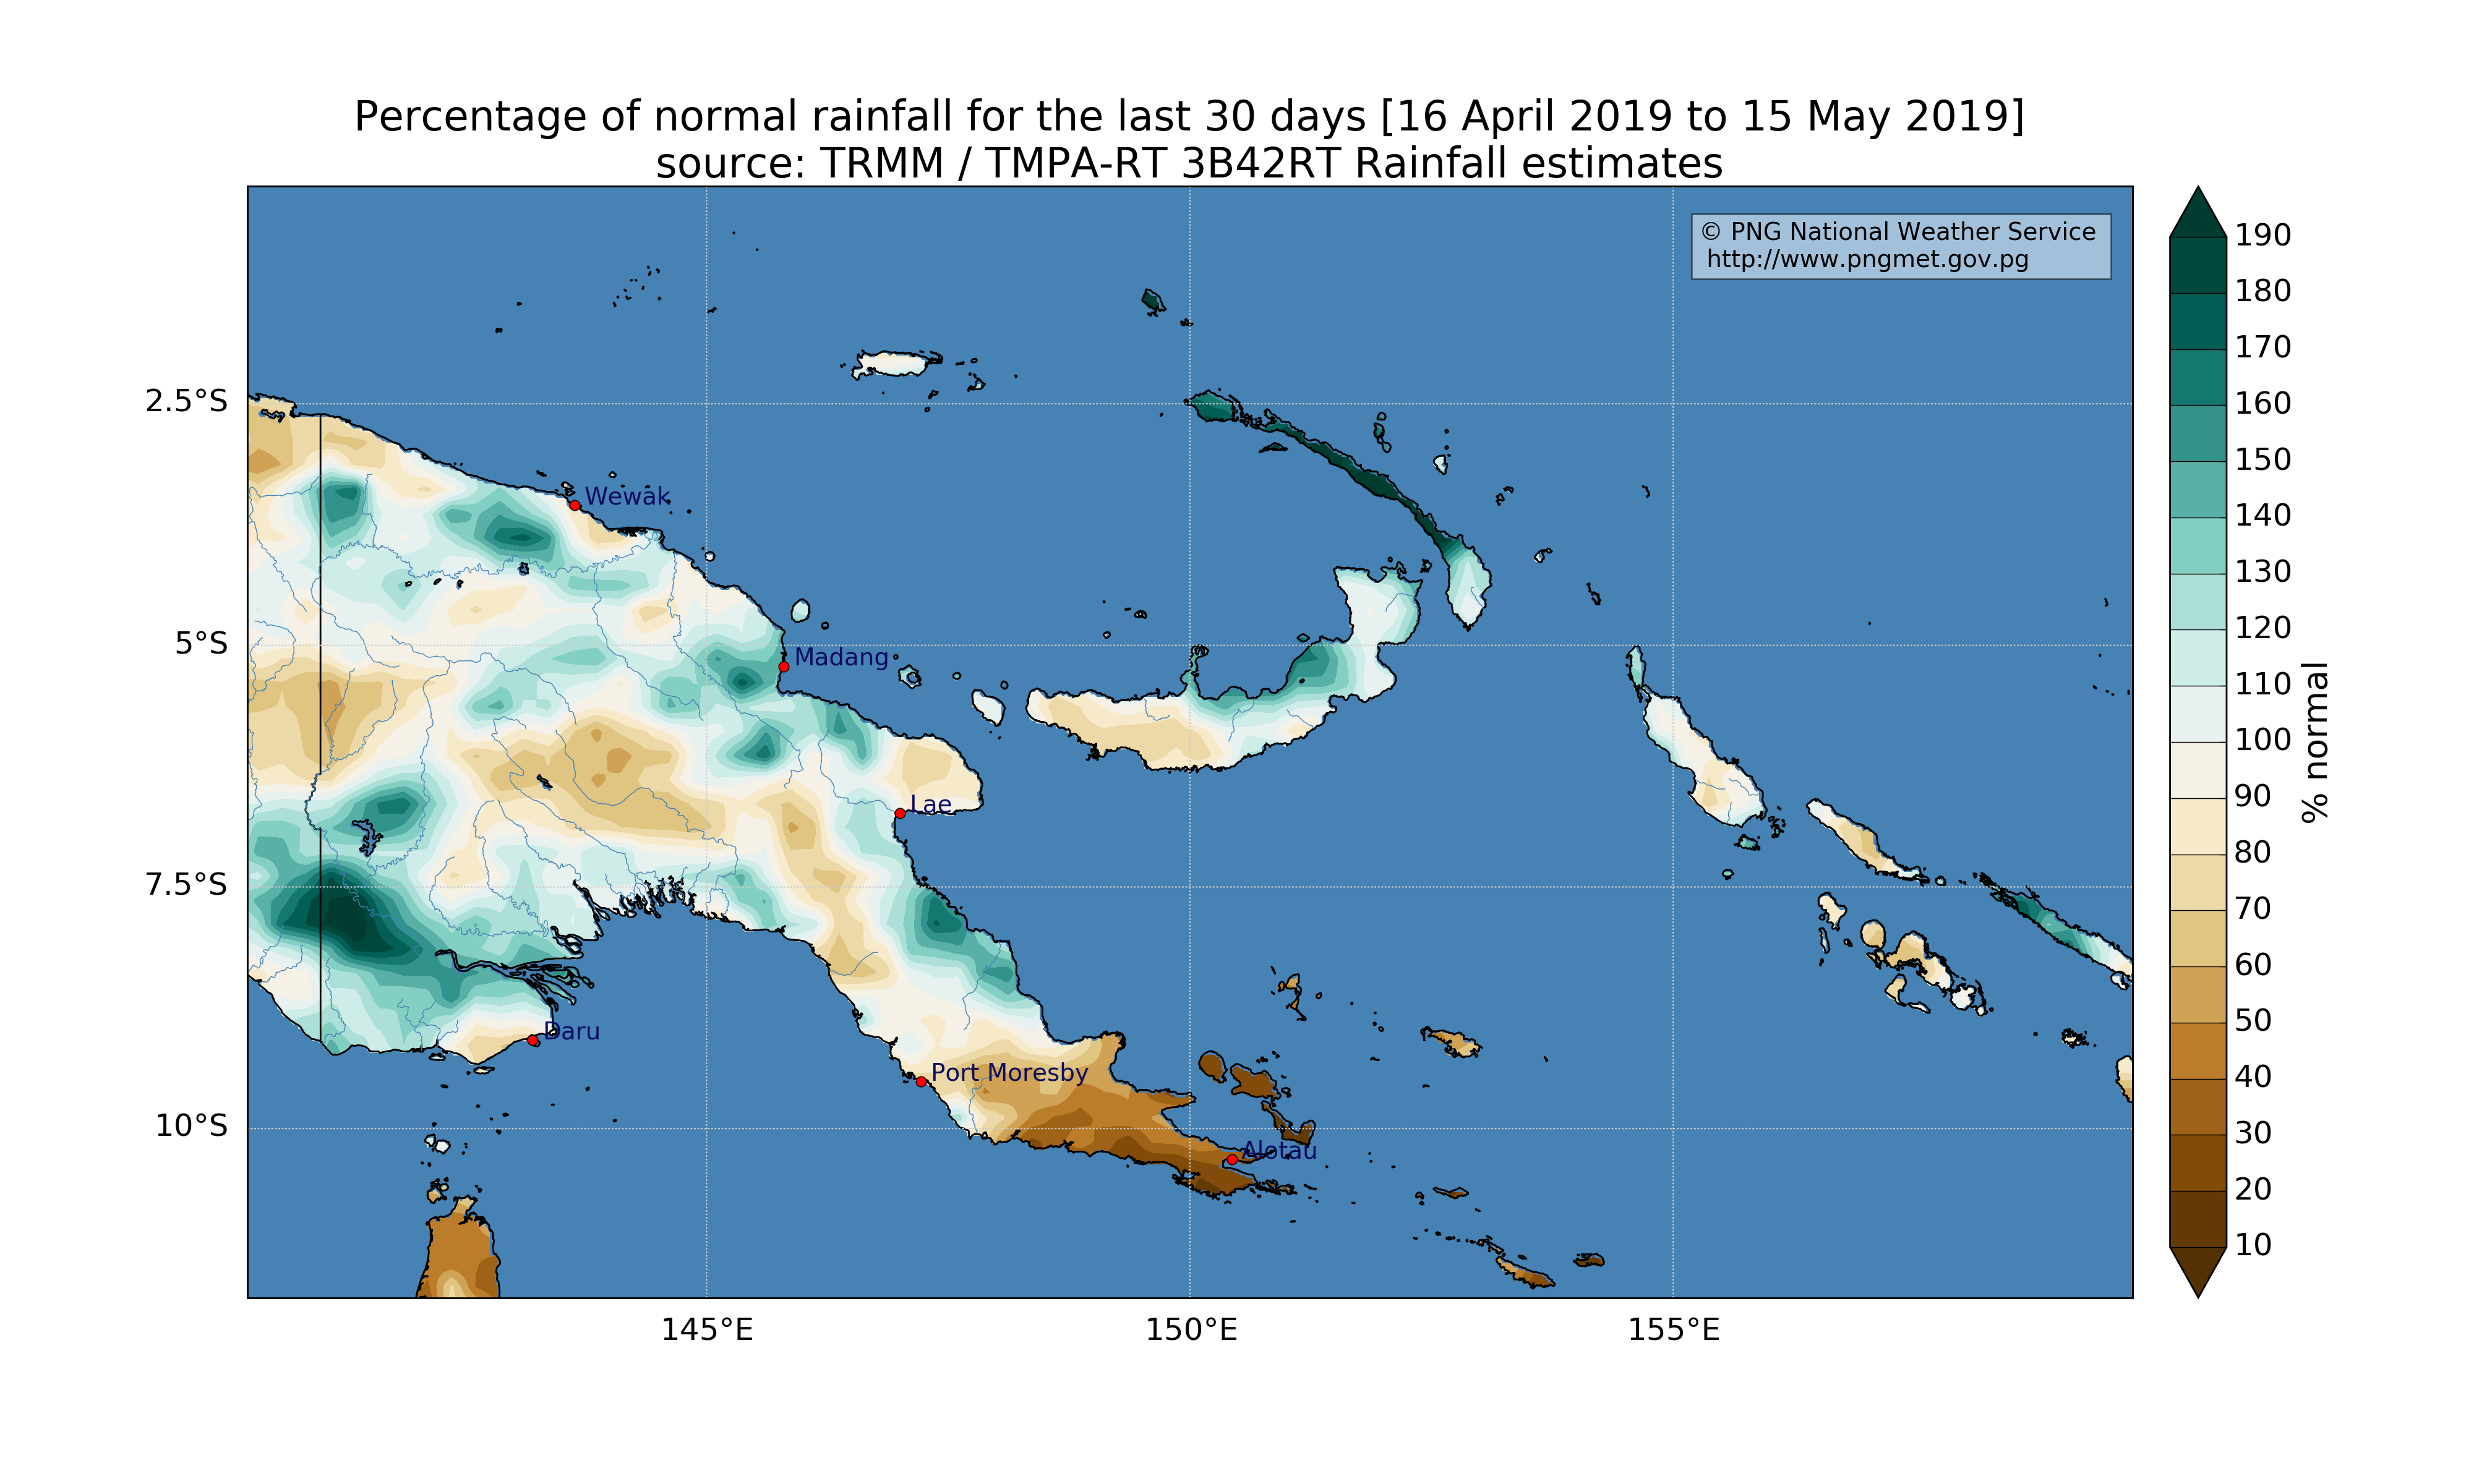 Percentage of normal rainfall for the last 30 days [16 April 2019 to 15 May 2019]
source: TRMM / TMPA-RT 3B42RT Rainfall estimates
© PNG National Weather Service
http://www.pngmet.gov.pg
2.5°S
5°S
7.5°S
10°S
145°E
150°E
155°E
Wewak
Madang
Lae
Daru
Port Moresby
Alotau
190
180
170
160
150
140
130
120
110
100
90
80
70
60
50
40
30
20
10
% normal